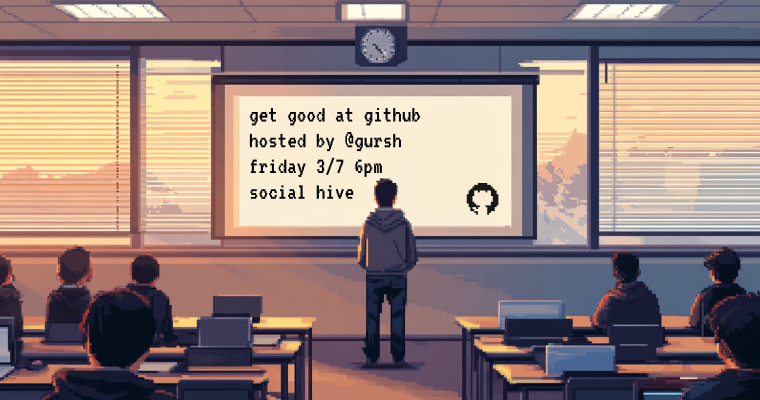 get good at github
hosted by @gursh
friday 3/7 6pm
social hive